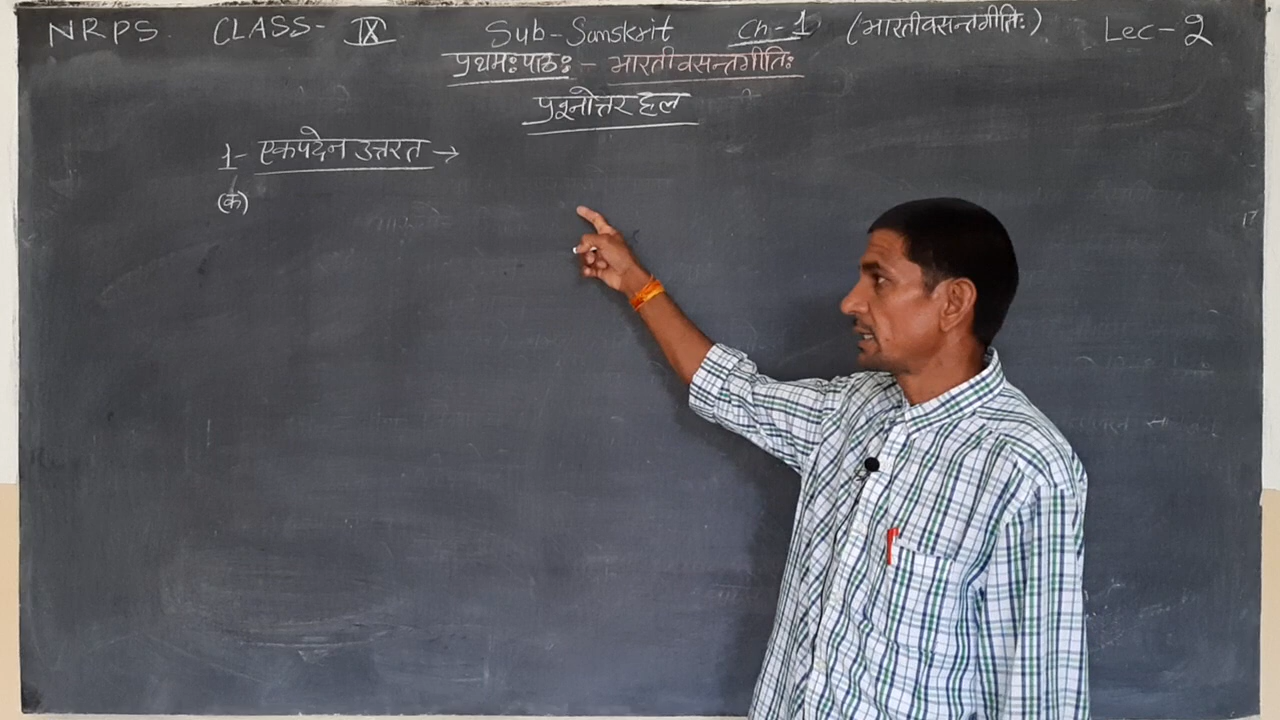 NRPS. CLASS- IX Sub-Sanskrit Ch-1 (भारतीवसन्तगीतिः) Lec-2
प्रथमःपाठः - भारतीवसन्तगीतिः
प्रश्नोत्तर हल
1- एकपदेन उत्तरत →
(क)